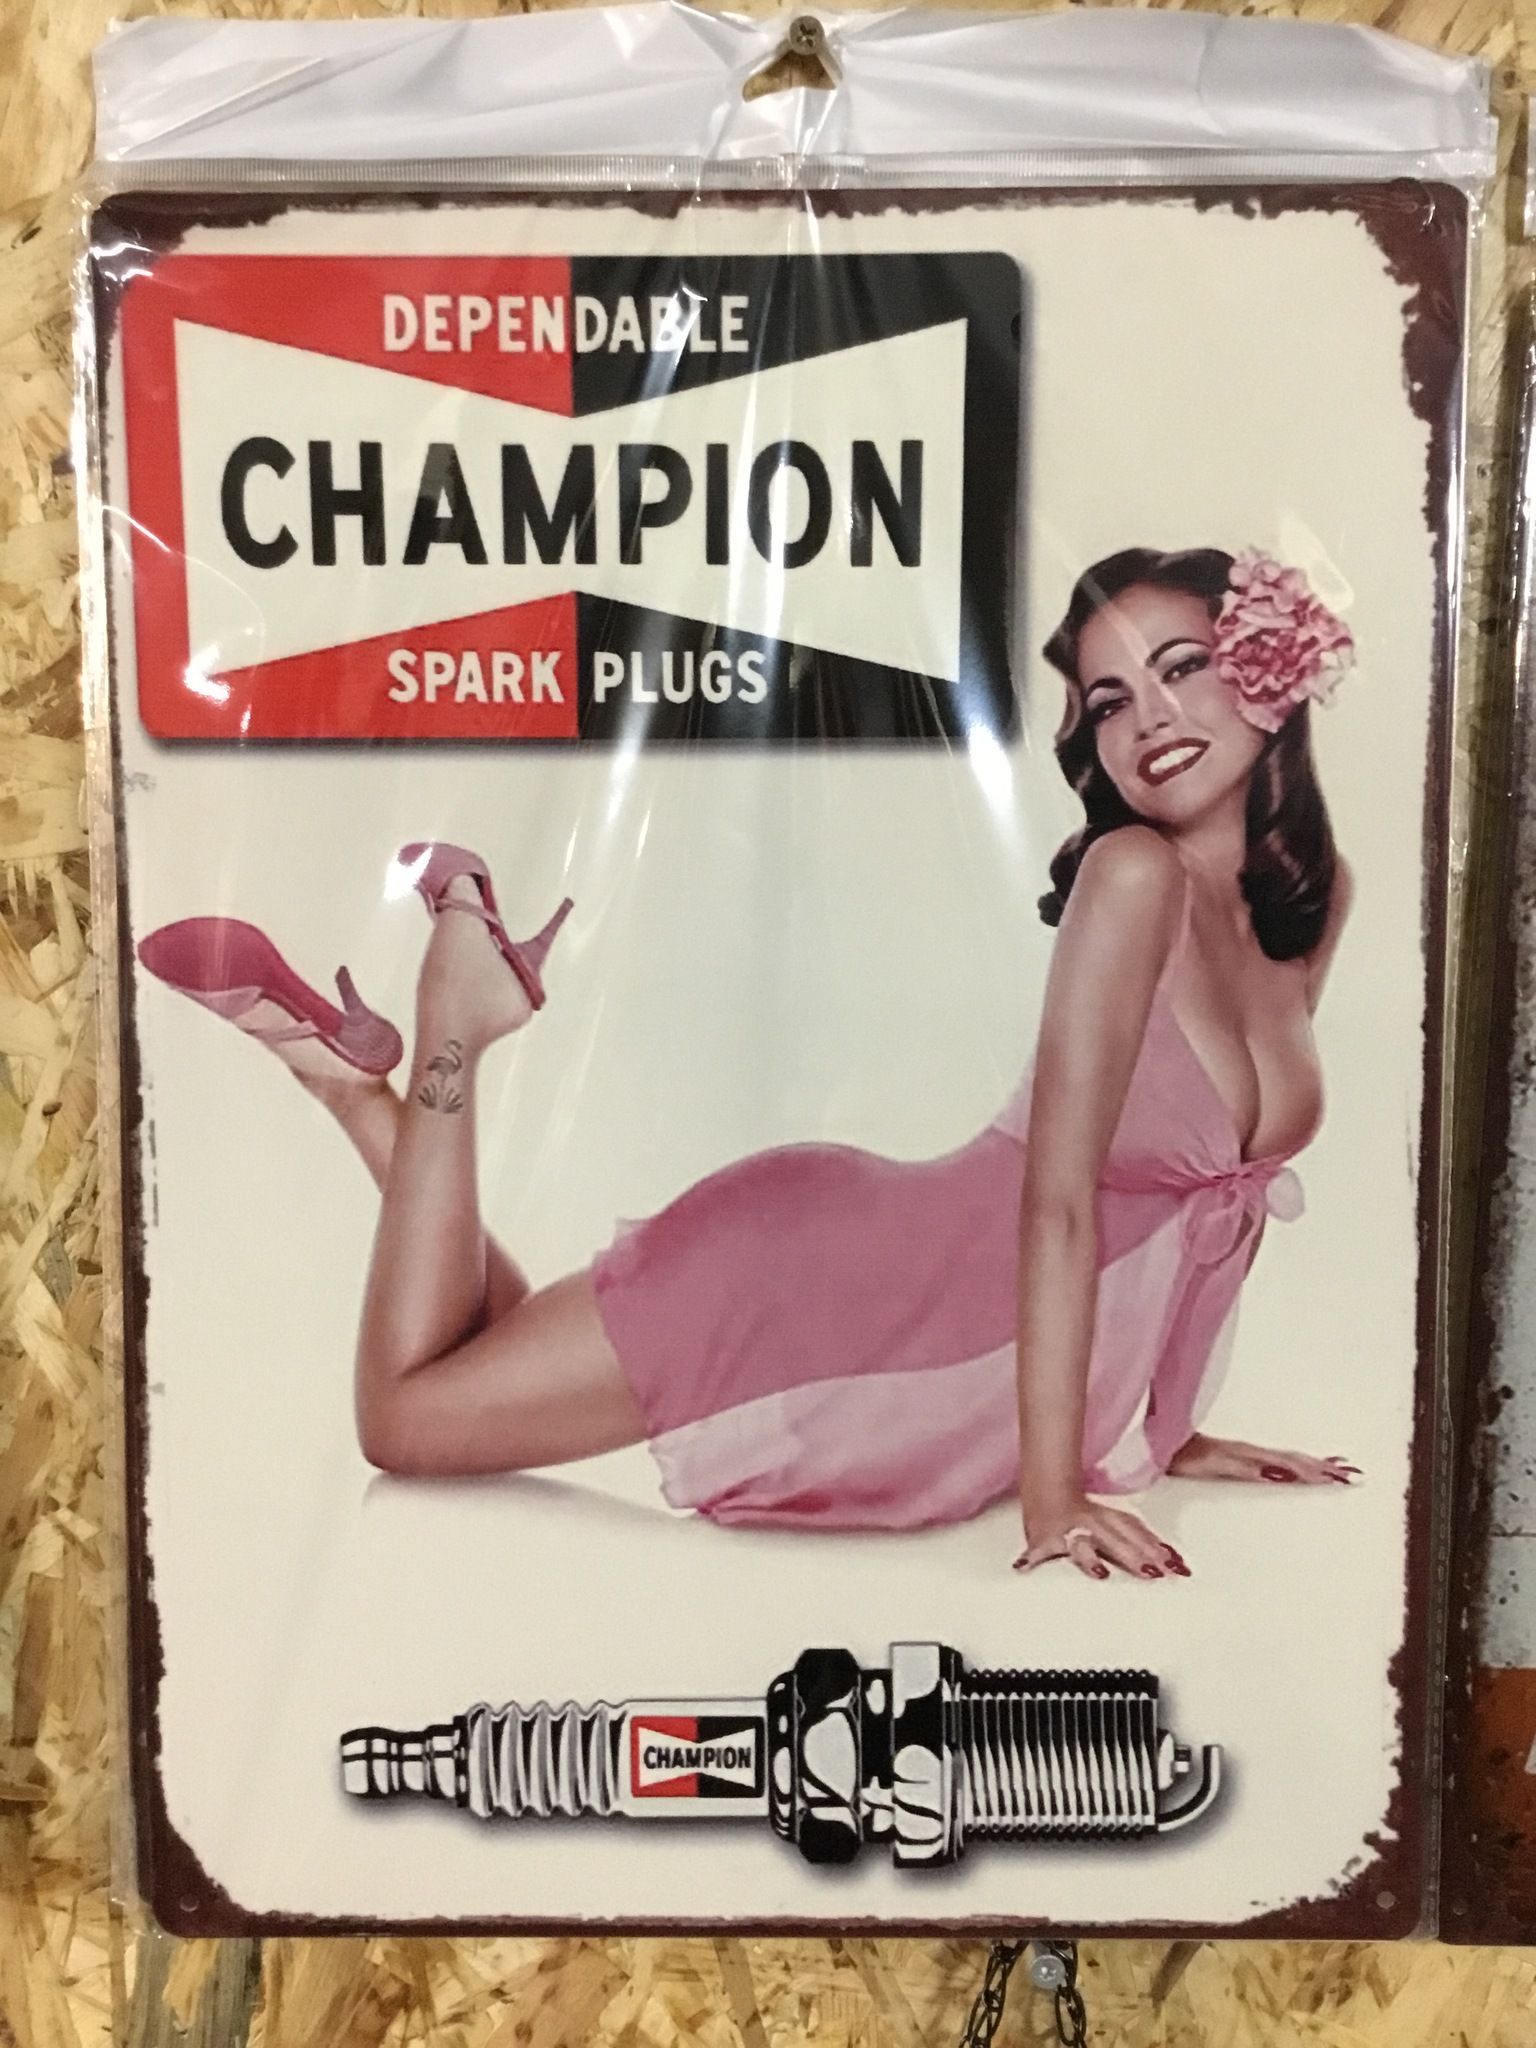 DEPENDABLE
CHAMPION
SPARK PLUGS
CHAMPION